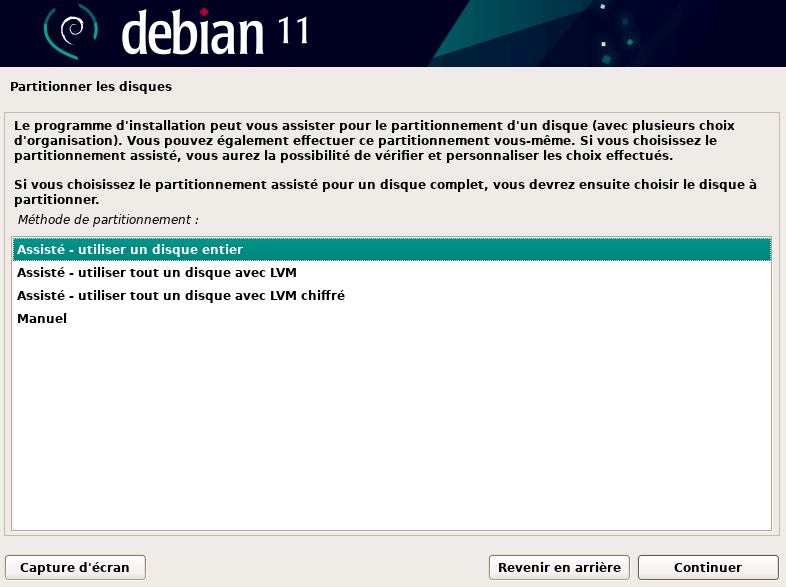 debian 11
Partitionner les disques
Le programme d'installation peut vous assister pour le partitionnement d'un disque (avec plusieurs choix
d'organisation). Vous pouvez également effectuer ce partitionnement vous-même. Si vous choisissez le
partitionnement assisté, vous aurez la possibilité de vérifier et personnaliser les choix effectués.
Si vous choisissez le partitionnement assisté pour un disque complet, vous devrez ensuite choisir le disque à
partitionner.
Méthode de partitionnement :
Assisté - utiliser un disque entier
Assisté - utiliser tout un disque avec LVM
Assisté - utiliser tout un disque avec LVM chiffré
Manuel
Capture d'écran
Revenir en arrière
Continuer